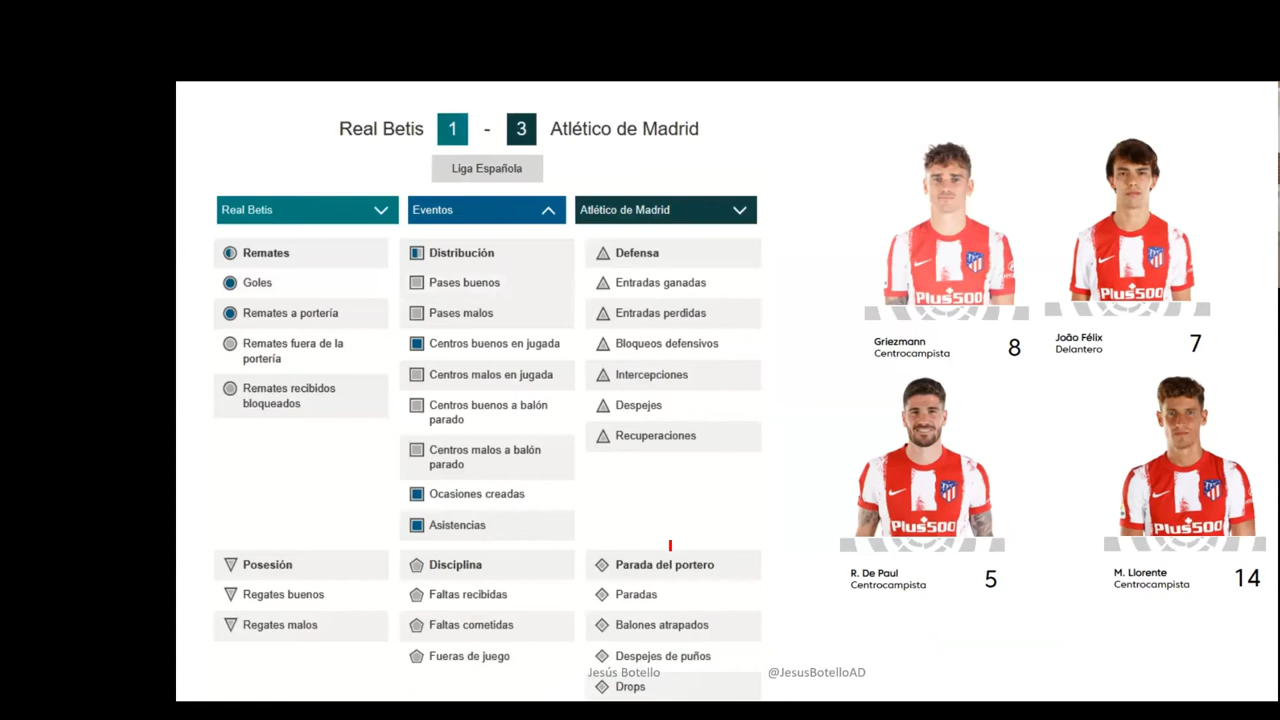 Real Betis 1 - 3 Atlético de Madrid
Liga Española
Real Betis
Eventos
Atlético de Madrid
Remates
Goles
Remates a portería
Remates fuera de la
portería
Remates recibidos
bloqueados
Distribución
Pases buenos
Pases malos
Centros buenos en jugada
Centros malos en jugada
Centros buenos a balón
parado
Centros malos a balón
parado
Ocasiones creadas
Asistencias
Defensa
Entradas ganadas
Entradas perdidas
Bloqueos defensivos
Intercepciones
Despejes
Recuperaciones
Posesión
Regates buenos
Regates malos
Disciplina
Faltas recibidas
Faltas cometidas
Fueras de juego
Parada del portero
Paradas
Balones atrapados
Despejes de puños
Drops
Plus500
Griezmann
Centrocampista 8
Plus500
João Félix
Delantero 7
Plus500
R. De Paul
Centrocampista 5
Plus500
M. Llorente
Centrocampista 14
Jesús Botello @JesusBotelloAD